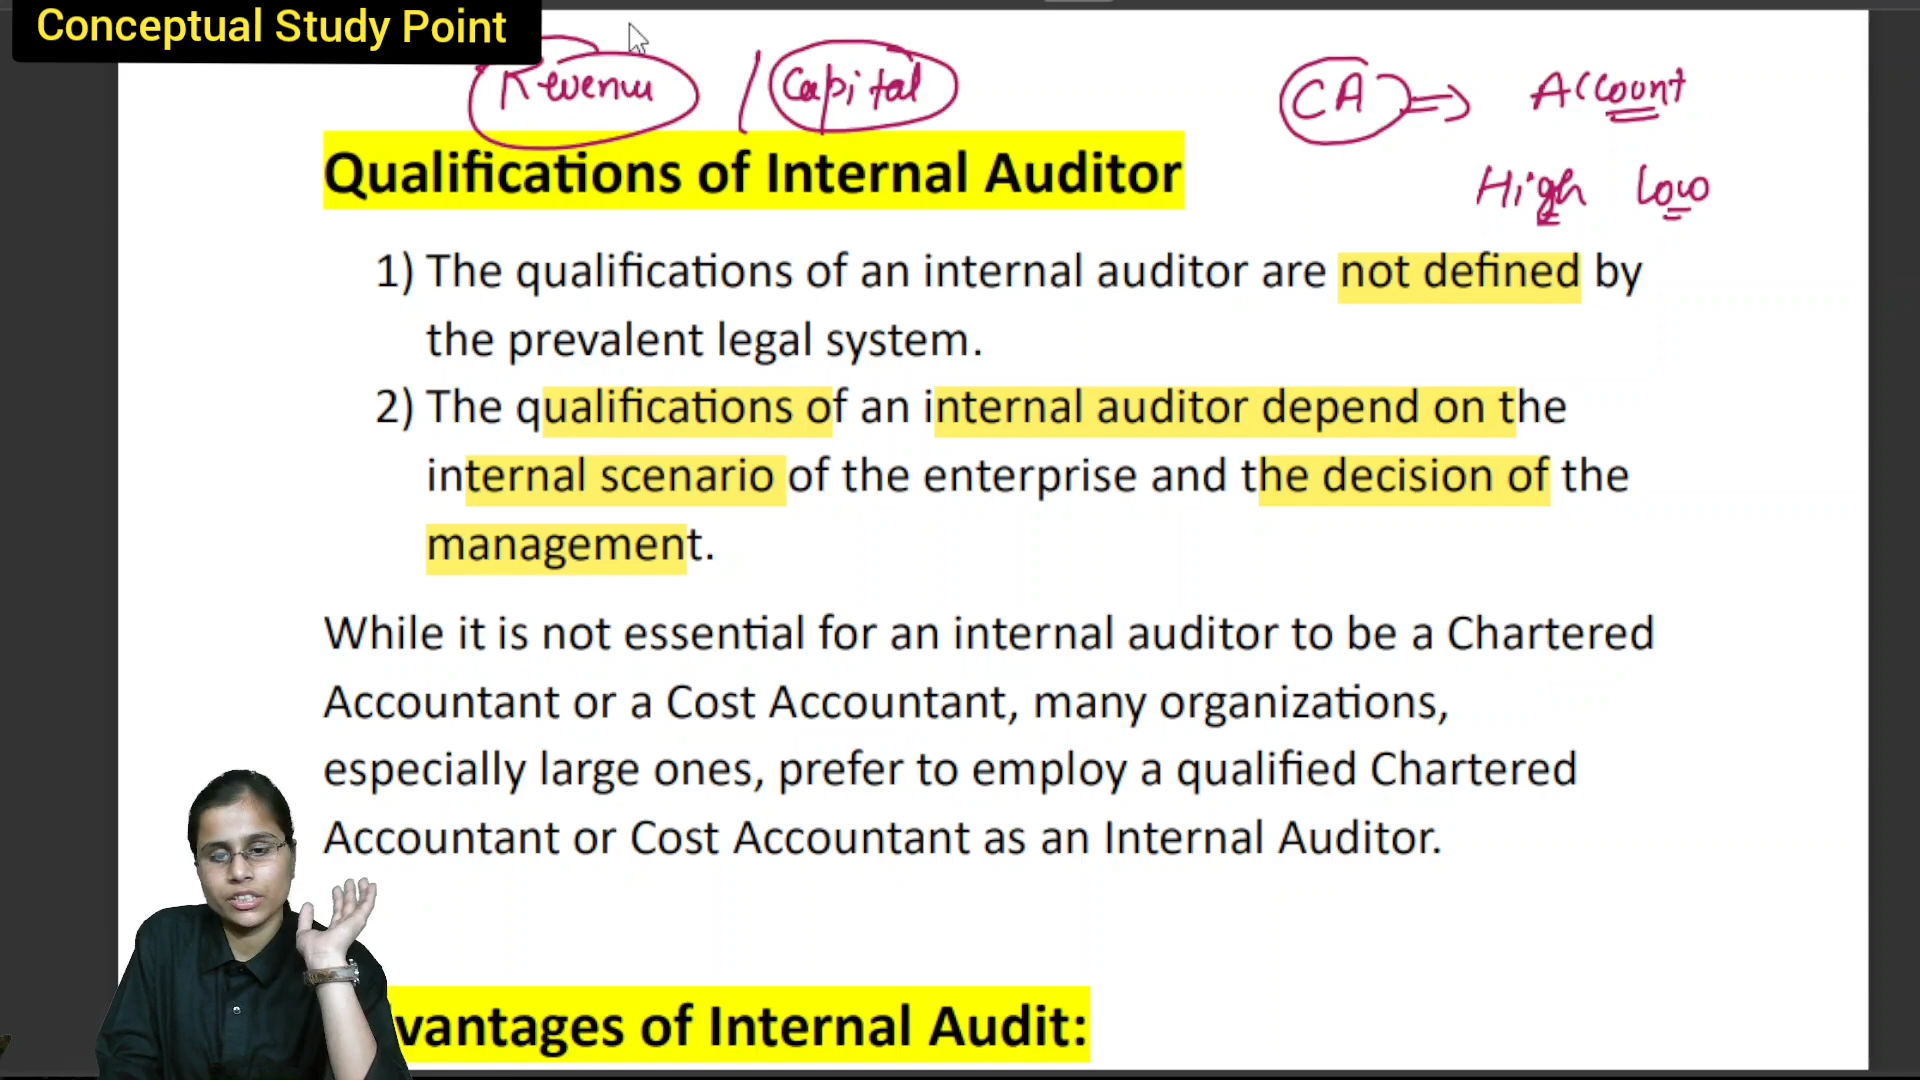 Conceptual Study Point
Revenue / Capital
CA => Account
High Low
Qualifications of Internal Auditor
1) The qualifications of an internal auditor are not defined by
the prevalent legal system.
2) The qualifications of an internal auditor depend on the
internal scenario of the enterprise and the decision of the
management.
While it is not essential for an internal auditor to be a Chartered
Accountant or a Cost Accountant, many organizations,
especially large ones, prefer to employ a qualified Chartered
Accountant or Cost Accountant as an Internal Auditor.
vantages of Internal Audit: